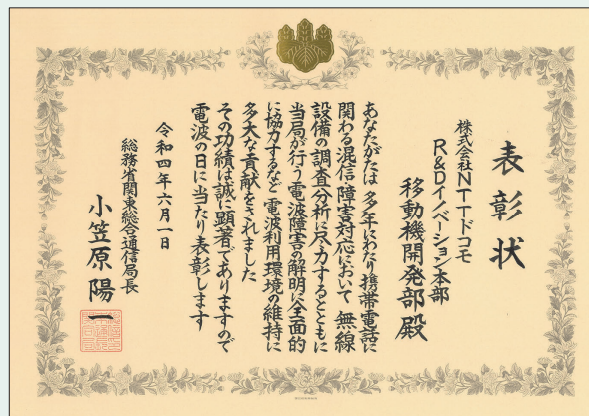 表彰状
株式会社NTTドコモ
R&Dイノベーション本部
移動機開発部殿
あなたがたは 多年にわたり携帯電話に
関わる混信障害対応において 無線
設備の調査分析に尽力するとともに
当局が行う電波障害の解明に全面的
に協力するなど 電波利用環境の維持に
多大な貢献をされました
その功績は誠に顕著でありますので
電波の日に当たり表彰します
令和四年六月一日
総務省関東総合通信局長
小笠原陽一